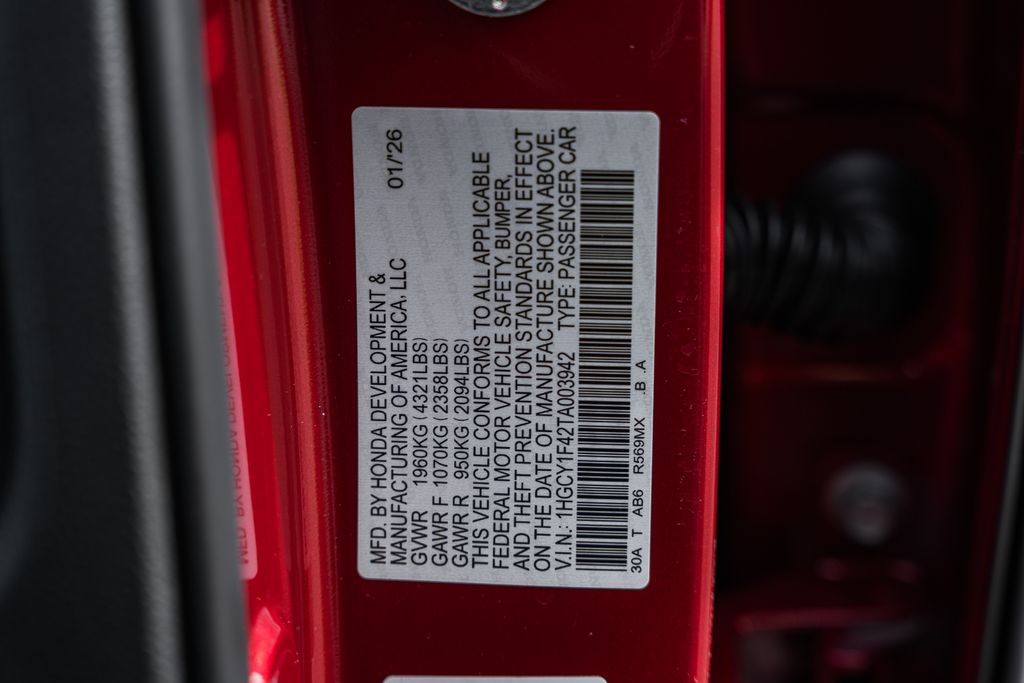 MFD. BY HONDA DEVELOPMENT &
MANUFACTURING OF AMERICA, LLC 01/'26
GVWR 1960KG (4321LBS)
GAWR F 1070KG (2358LBS)
GAWR R 950KG (2094LBS)
THIS VEHICLE CONFORMS TO ALL APPLICABLE
FEDERAL MOTOR VEHICLE SAFETY, BUMPER,
AND THEFT PREVENTION STANDARDS IN EFFECT
ON THE DATE OF MANUFACTURE SHOWN ABOVE.
V.I.N.: 1HGCY1F42TA003942 TYPE: PASSENGER CAR
30A T AB6 R569MX .B .A